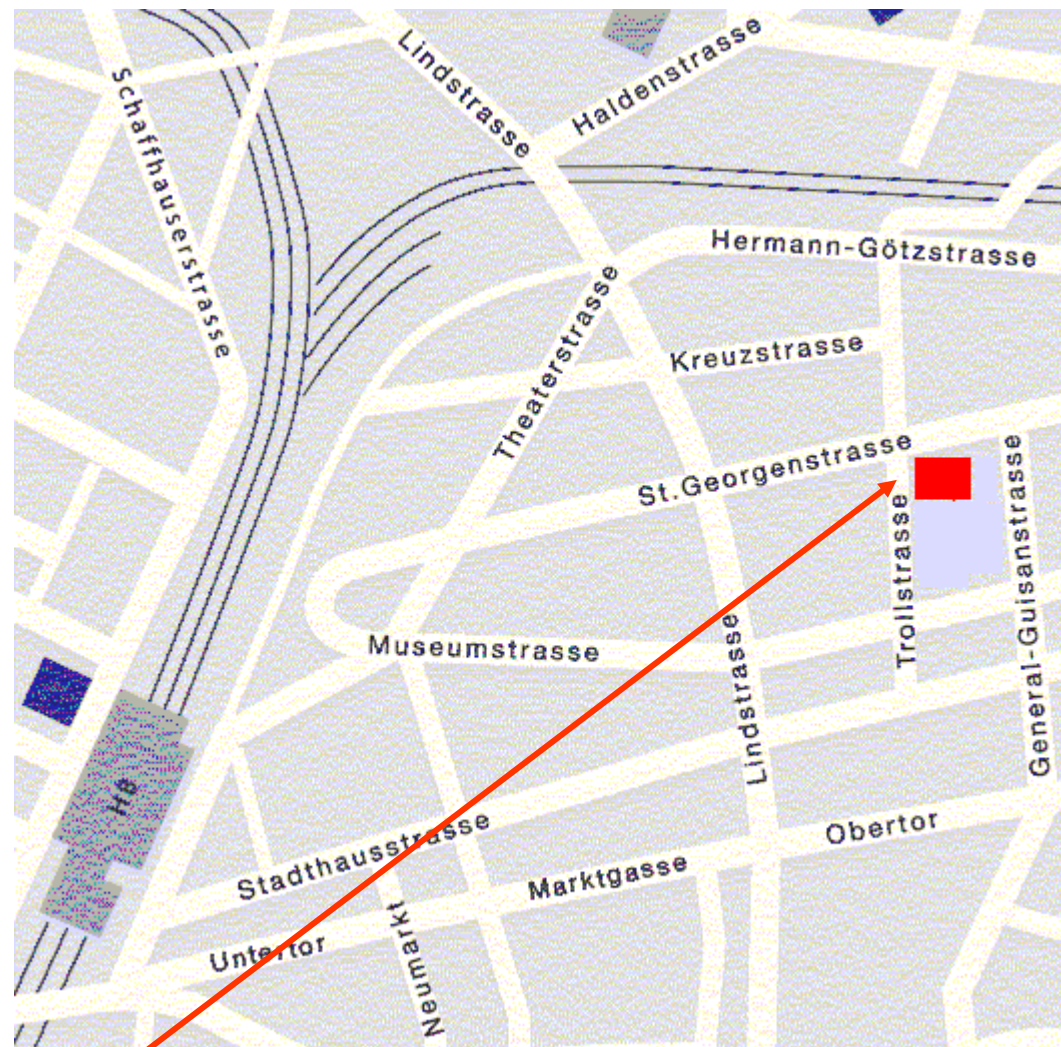 Lindstrasse
Haldenstrasse
Schaffhauserstrasse
Hermann-Götzstrasse
Theaterstrasse
Kreuzstrasse
St.Georgenstrasse
Trollstrasse
General-Guisanstrasse
Museumstrasse
Lindstrasse
HB
Stadthausstrasse
Obertor
Marktgasse
Untertor
Neumarkt